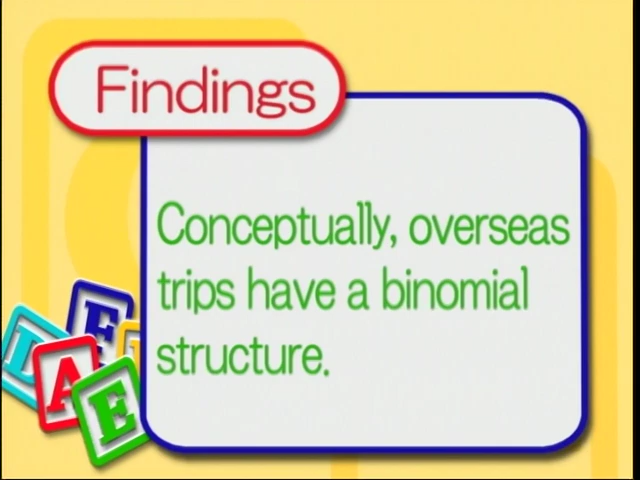 Findings
Conceptually, overseas
trips have a binomial
structure.
E
L
A
E